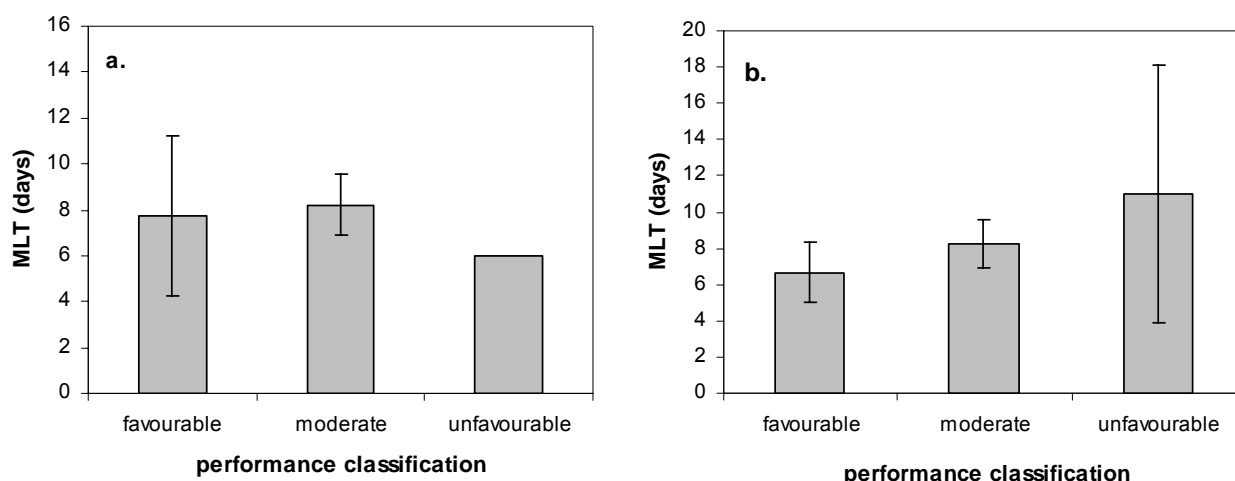 a.
MLT (days)
16
14
12
10
8
6
4
2
0
favourable moderate unfavourable
performance classification
b.
MLT (days)
20
18
16
14
12
10
8
6
4
2
0
favourable moderate unfavourable
performance classification